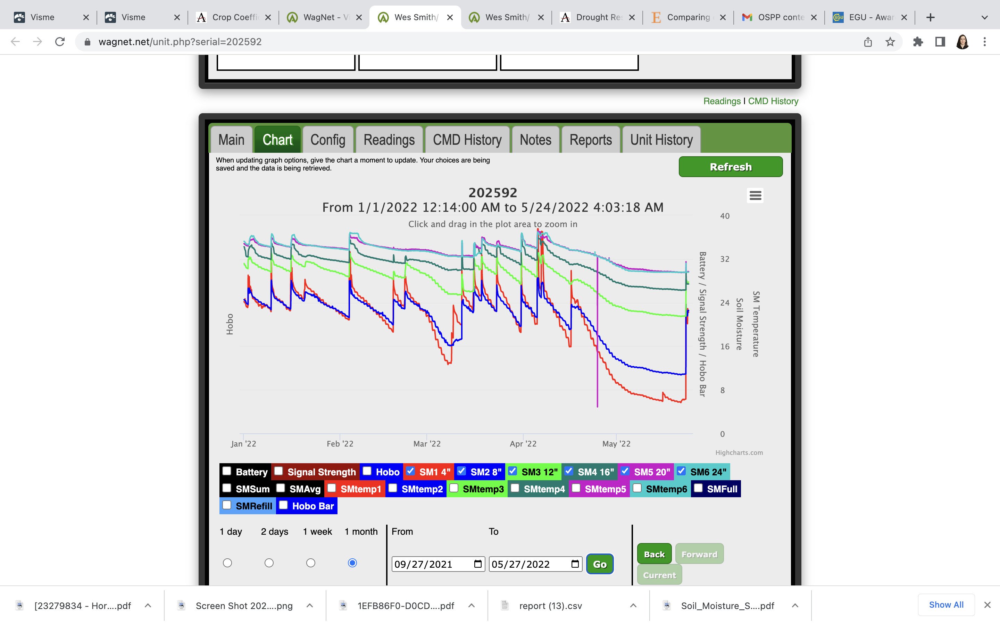 Visme
Visme
Crop Coeffi
WagNet - Vi
Wes Smith/
Wes Smith/
Drought Res
Comparing
OSPP conte
EGU - Awar
wagnet.net/unit.php?serial=202592
Readings | CMD History
Main Chart Config Readings CMD History Notes Reports Unit History
When updating graph options, give the chart a moment to update. Your choices are being
saved and the data is being retrieved.
Refresh
202592
From 1/1/2022 12:14:00 AM to 5/24/2022 4:03:18 AM
Click and drag in the plot area to zoom in
Hobo
40
32
24
16
8
0
Battery / Signal Strength / Hobo Bar
Soil Moisture
SM Temperature
Jan '22 Feb '22 Mar '22 Apr '22 May '22
Highcharts.com
Battery Signal Strength Hobo SM1 4" SM2 8" SM3 12" SM4 16" SM5 20" SM6 24"
SMSum SMAvg SMtemp1 SMtemp2 SMtemp3 SMtemp4 SMtemp5 SMtemp6 SMFull
SMRefill Hobo Bar
1 day 2 days 1 week 1 month From To
09/27/2021 05/27/2022 Go
Back Forward
Current
[23279834 - Hor....pdf
Screen Shot 202....png
1EFB86F0-D0CD....pdf
report (13).csv
Soil_Moisture_S....pdf
Show All